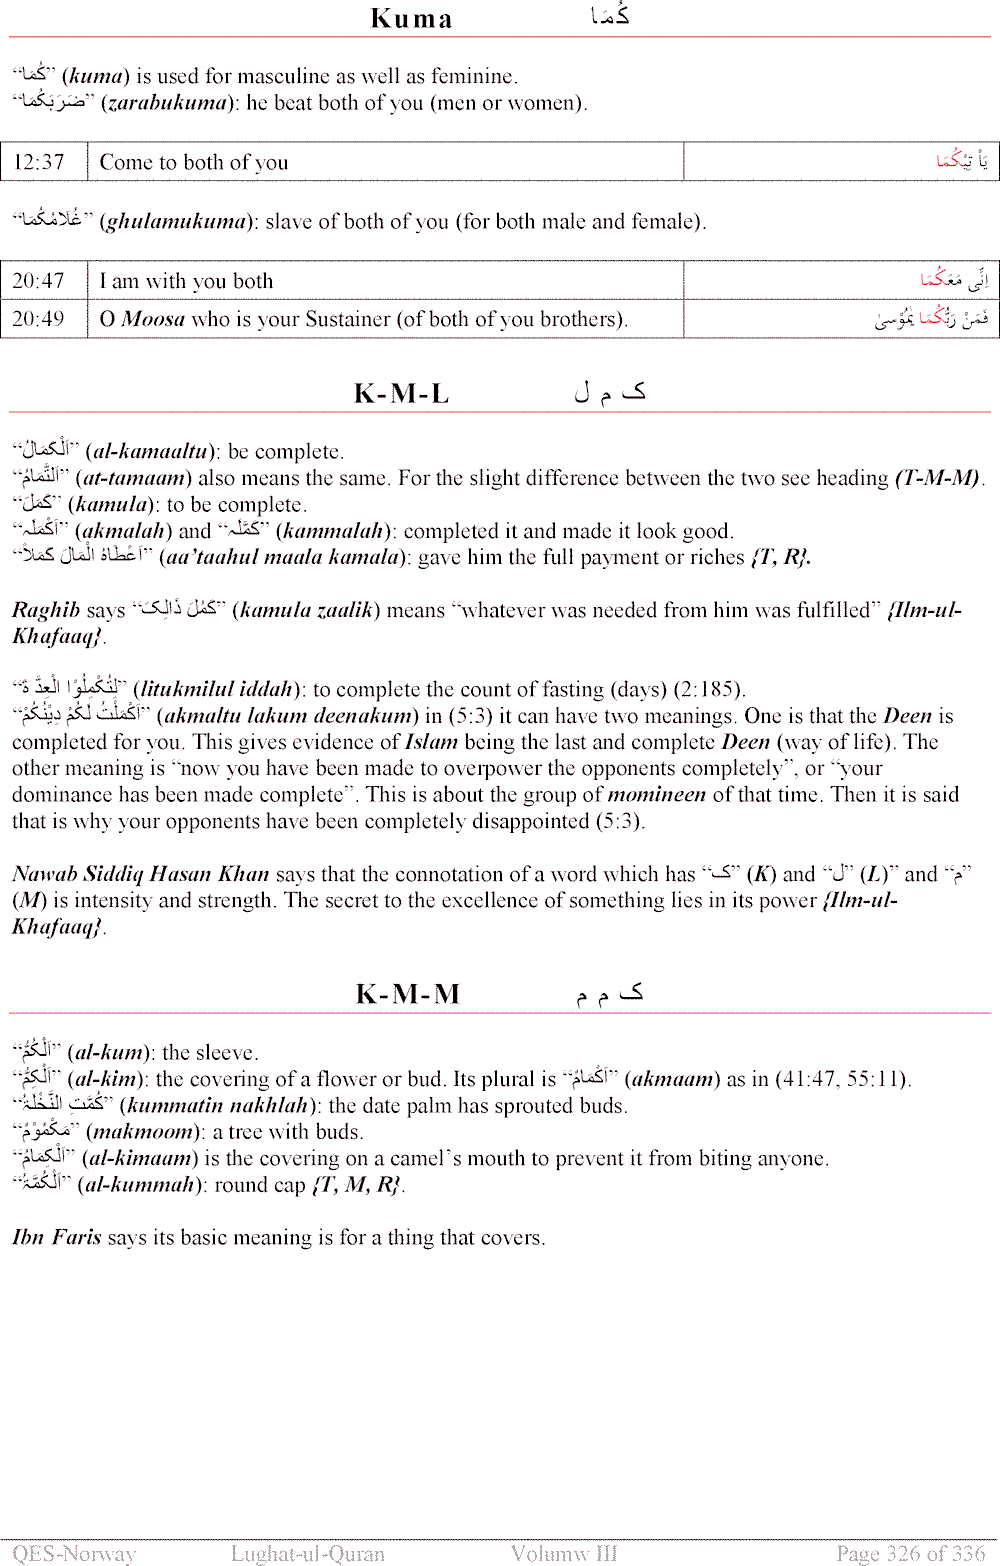 Kuma كُمَا
“كُمَا” (kuma) is used for masculine as well as feminine.
“ضَرَبَكُمَا” (zarabukuma): he beat both of you (men or women).
12:37 Come to both of you يَأْ تِيْكُمَا
“غُلَامُكُمَا” (ghulamukuma): slave of both of you (for both male and female).
20:47 I am with you both اِنِّى مَعَكُمَا
20:49 O Moosa who is your Sustainer (of both of you brothers). فَمَنْ رَبُّكُمَا يٰمُوْسىٰ
K-M-L ک م ل
“اَلْكَمَالُ” (al-kamaaltu): be complete.
“اَلتَّمَامُ” (at-tamaam) also means the same. For the slight difference between the two see heading (T-M-M).
“كَمَلَ” (kamula): to be complete.
“اَكْمَلَہٗ” (akmalah) and “كَمَّلَہٗ” (kammalah): completed it and made it look good.
“اَعْطَاهُ الْمَالَ كَمَلاً” (aa’taahul maala kamala): gave him the full payment or riches {T, R}.
Raghib says “كَمُلَ ذَالِکَ” (kamula zaalik) means “whatever was needed from him was fulfilled” {Ilm-ul-
Khafaaq}.
“لِتُكْمِلُوْا الْعِدَّ ةَ” (litukmilul iddah): to complete the count of fasting (days) (2:185).
“اَكْمَلْتُ لَكُمْ دِيْنَكُمْ” (akmaltu lakum deenakum) in (5:3) it can have two meanings. One is that the Deen is
completed for you. This gives evidence of Islam being the last and complete Deen (way of life). The
other meaning is “now you have been made to overpower the opponents completely”, or “your
dominance has been made complete”. This is about the group of momineen of that time. Then it is said
that is why your opponents have been completely disappointed (5:3).
Nawab Siddiq Hasan Khan says that the connotation of a word which has “ک” (K) and “ل” (L)” and “م”
(M) is intensity and strength. The secret to the excellence of something lies in its power {Ilm-ul-
Khafaaq}.
K-M-M ک م م
“اَلْكُمُّ” (al-kum): the sleeve.
“اَلْكِمُّ” (al-kim): the covering of a flower or bud. Its plural is “اَكْمَامُ” (akmaam) as in (41:47, 55:11).
“كُمَّتِ النَّخْلَۃُ” (kummatin nakhlah): the date palm has sprouted buds.
“مَكْمُوْمٌ” (makmoom): a tree with buds.
“اَلْكِمَامُ” (al-kimaam) is the covering on a camel’s mouth to prevent it from biting anyone.
“اَلْكُمَّۃُ” (al-kummah): round cap {T, M, R}.
Ibn Faris says its basic meaning is for a thing that covers.
QES-Norway Lughat-ul-Quran Volumw III Page 326 of 336